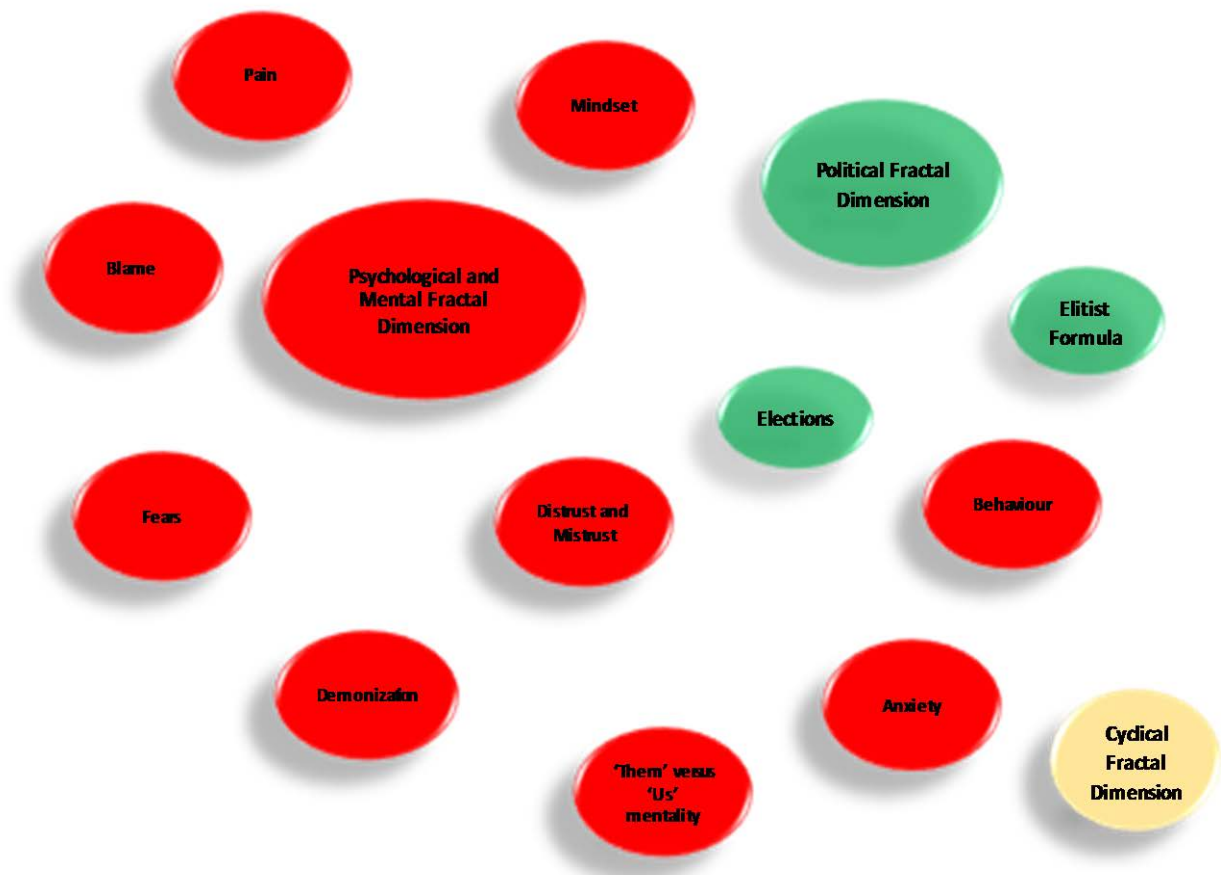 Pain
Mindset
Political Fractal
Dimension
Blame
Psychological and
Mental Fractal
Dimension
Elitist
Formula
Elections
Fears
Distrust and
Mistrust
Behaviour
Demonizaton
Anxiety
'Them' versus
'Us'
mentality
Cyclical
Fractal
Dimension